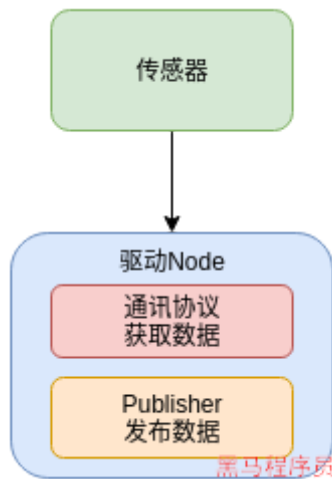 传感器
驱动Node
通讯协议
获取数据
Publisher
发布数据
黑马程序员